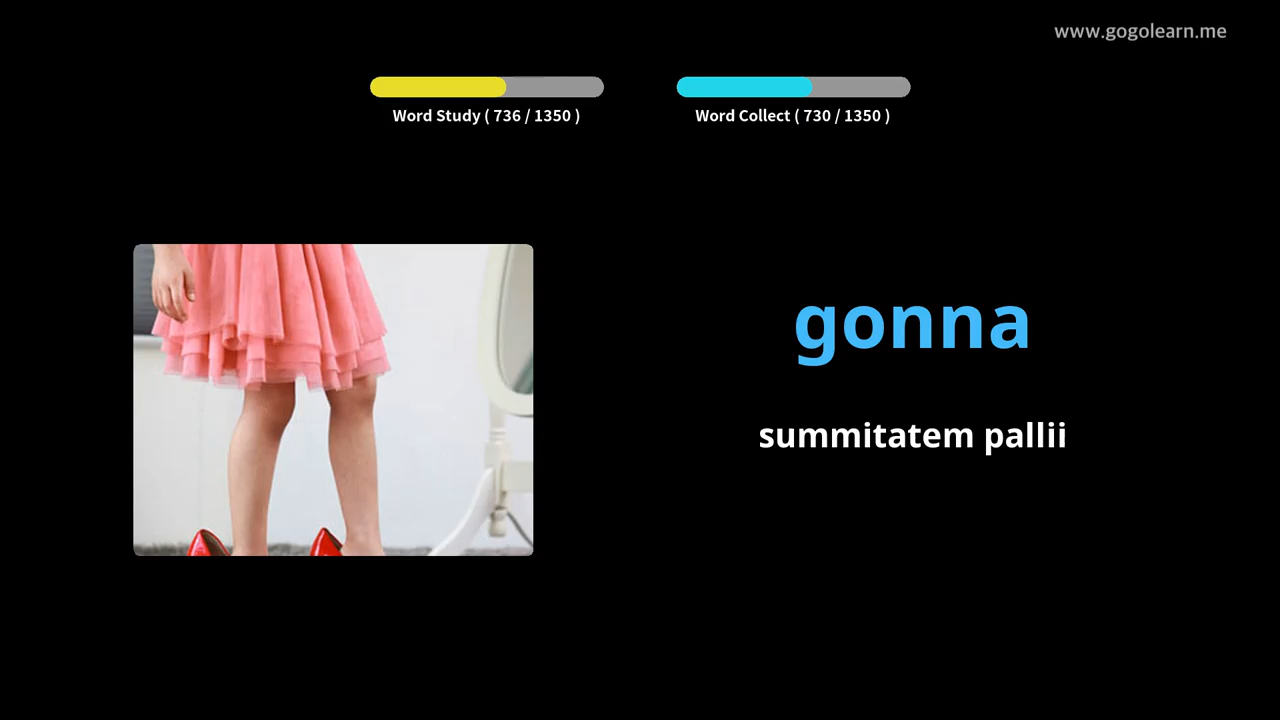 www.gogolearn.me
Word Study ( 736 / 1350 )
Word Collect ( 730 / 1350 )
gonna
summitatem pallii